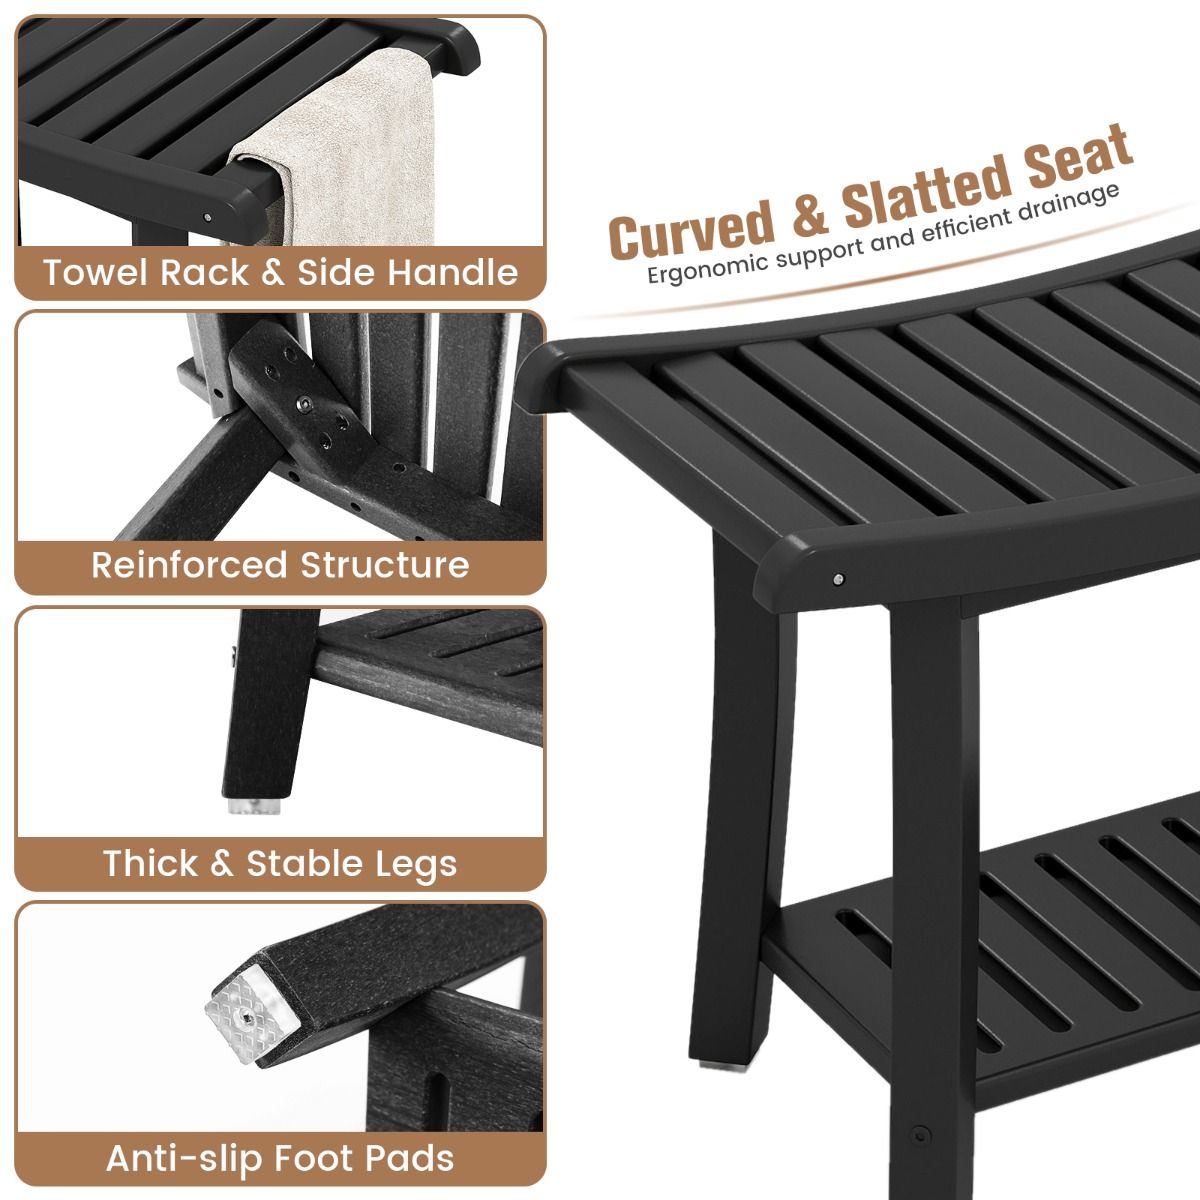 Towel Rack & Side Handle
Reinforced Structure
Thick & Stable Legs
Anti-slip Foot Pads
Curved & Slatted Seat
Ergonomic support and efficient drainage